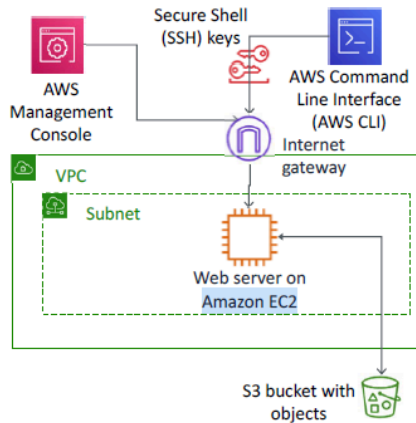 Secure Shell
(SSH) keys
AWS
Management
Console
AWS Command
Line Interface
(AWS CLI)
Internet
gateway
VPC
Subnet
Web server on
Amazon EC2
S3 bucket with
objects